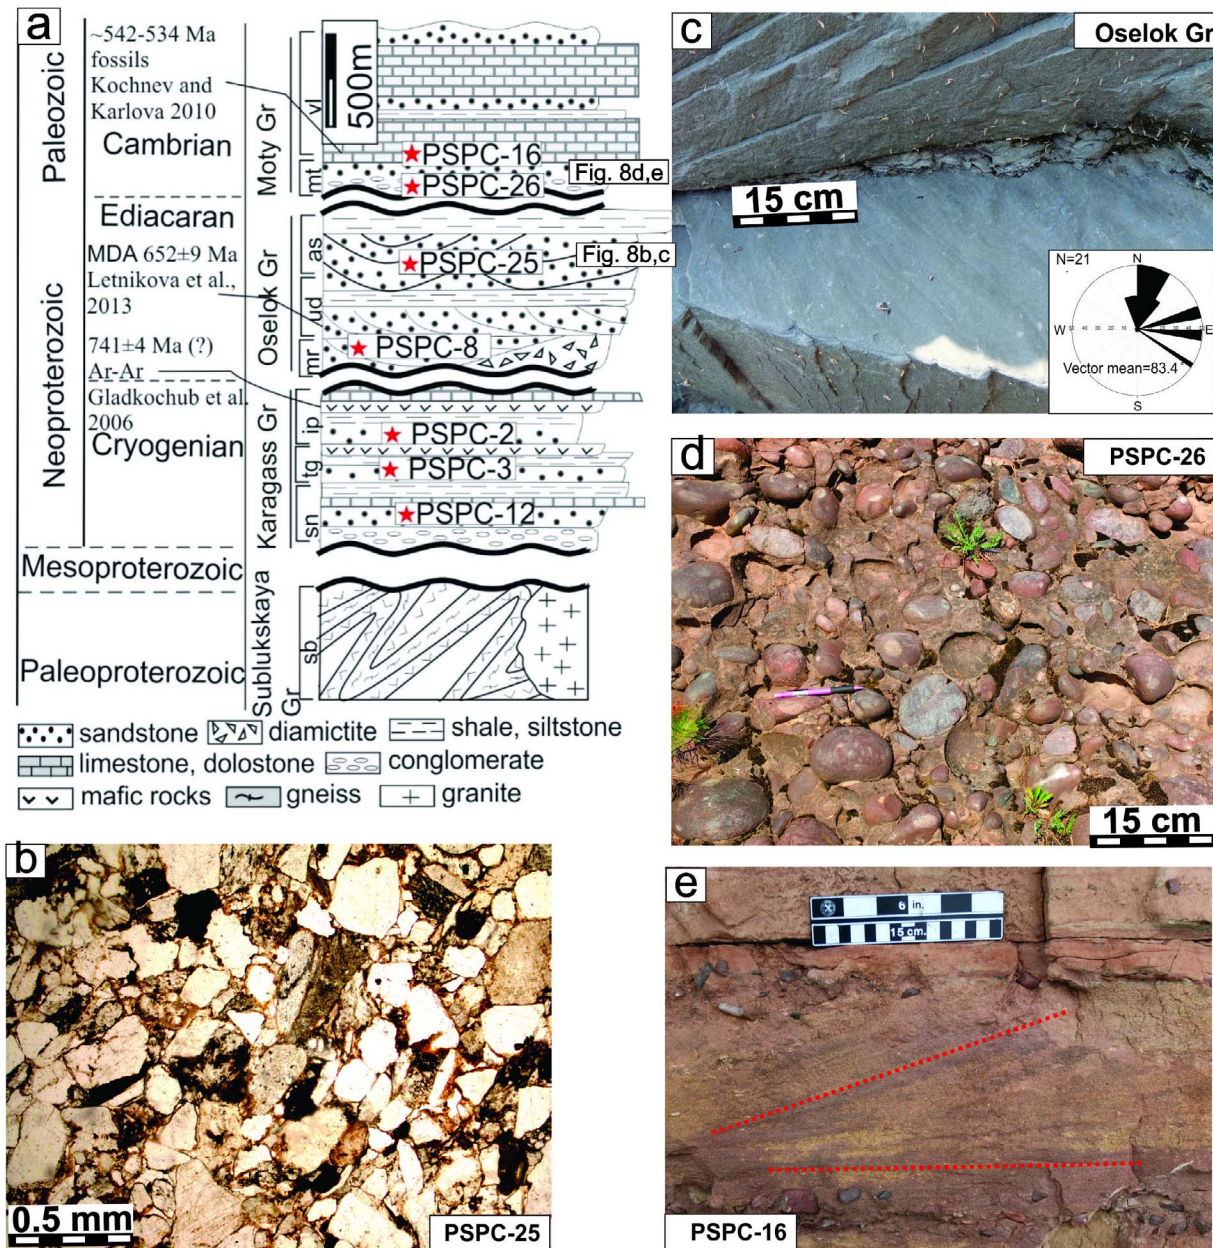 a
Paleozoic
Neoproterozoic
~542-534 Ma
fossils
Kochnev and
Karlova 2010
Cambrian
Ediacaran
MDA 652±9 Ma
Letnikova et al.,
2013
741±4 Ma (?)
Ar-Ar
Gladkochub et al.
2006
Cryogenian
Mesoproterozoic
Paleoproterozoic
Moty Gr
Oselok Gr
Karagass Gr
Sublukskaya
Gr
vl
mt
as
ud
mr
ip
tg
sn
sb
500m
PSPC-16
Fig. 8d,e
PSPC-26
Fig. 8b,c
PSPC-25
PSPC-8
PSPC-2
PSPC-3
PSPC-12
sandstone diamictite shale, siltstone
limestone, dolostone conglomerate
mafic rocks gneiss granite
b
0.5 mm
PSPC-25
c
Oselok Gr
15 cm
N=21
N
W
E
S
Vector mean=83.4
d
PSPC-26
15 cm
e
6 in.
15 cm.
PSPC-16